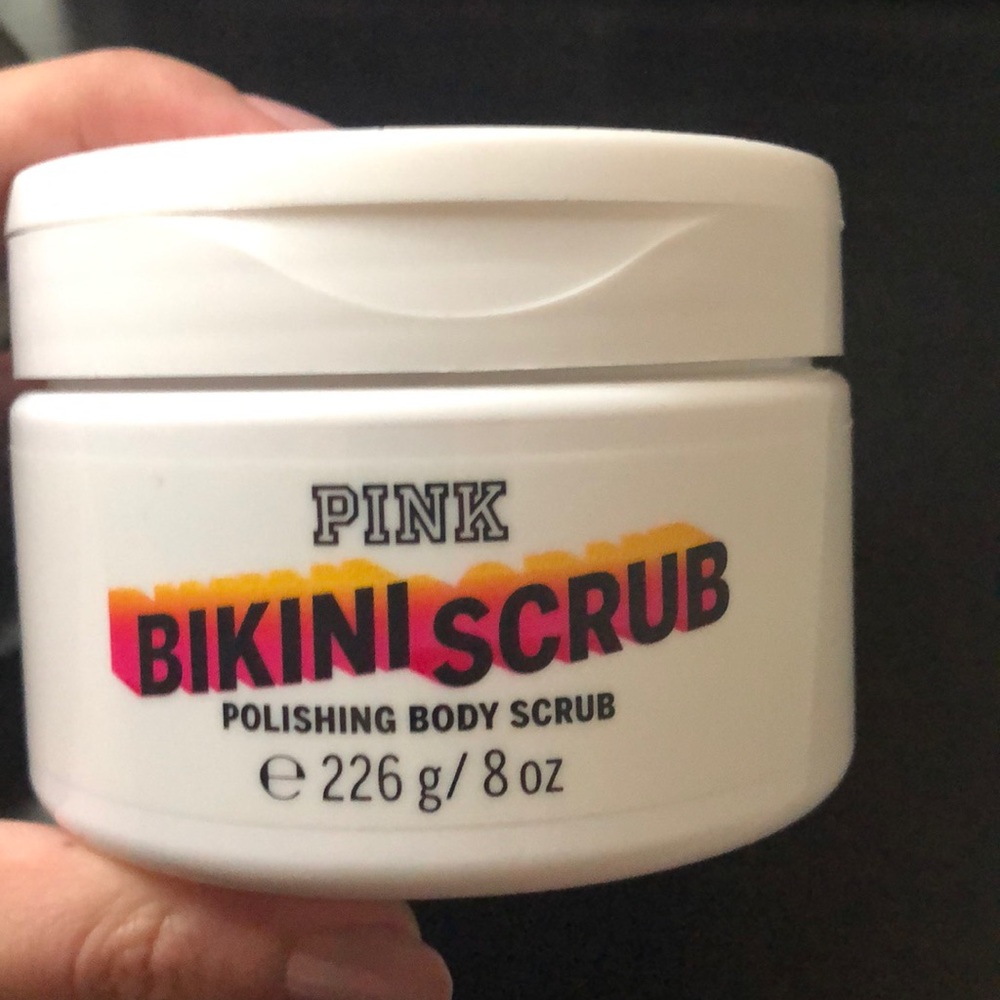 PINK
BIKINI SCRUB
POLISHING BODY SCRUB
℮ 226 g/ 8 oz